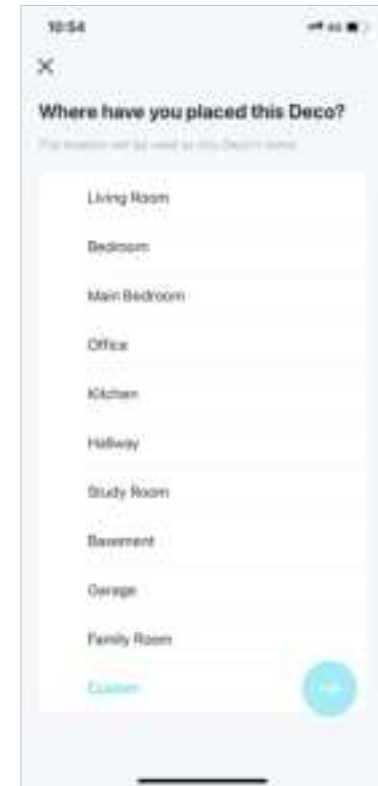 10:54
Where have you placed this Deco?
Living Room
Bedroom
Main Bedroom
Office
Kitchen
Hallway
Study Room
Basement
Garage
Family Room
Custom